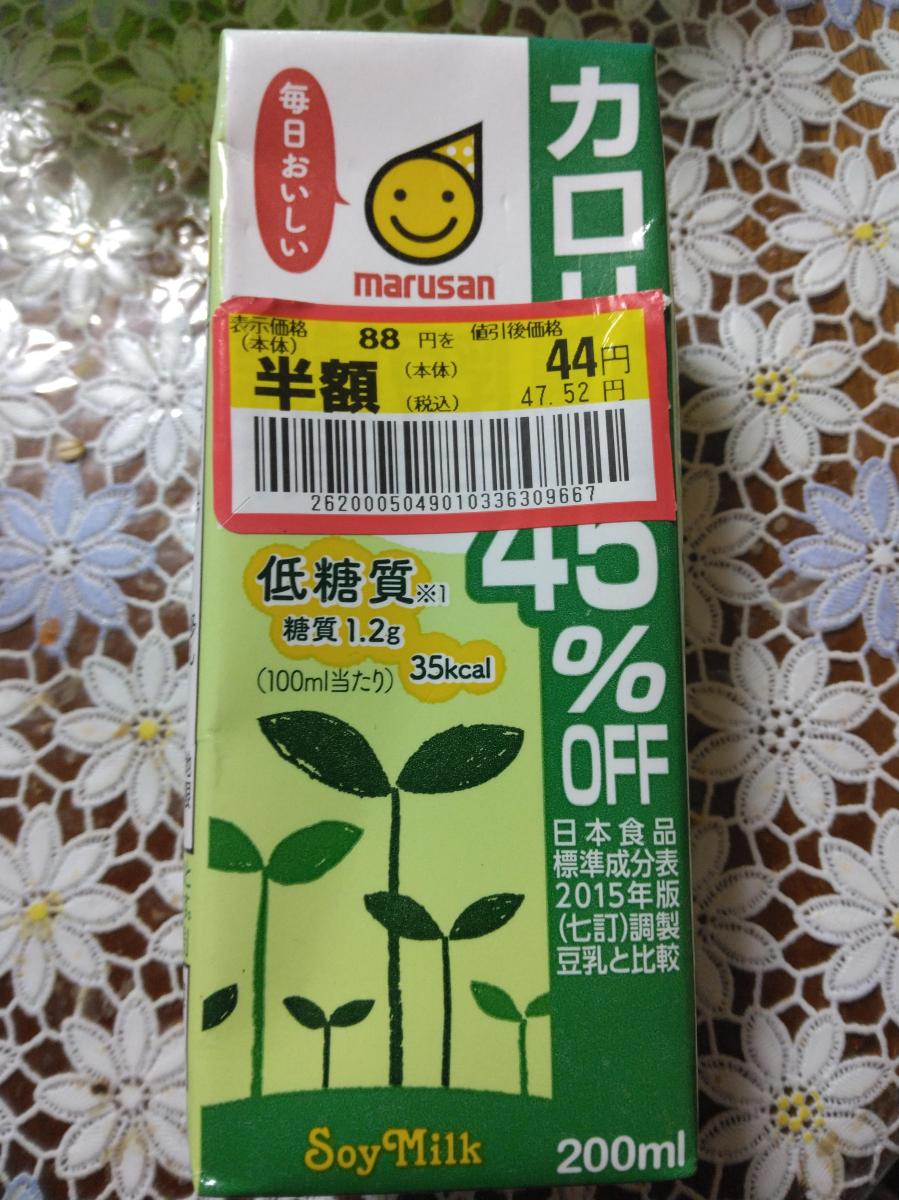 毎日おいしい
marusan
カロリ
表示価格
(本体)
88 円を
値引後価格
半額
(本体)
44円
(税込)
47.52 円
2620005049010336309667
45
%
OFF
低糖質※1
糖質1.2g
(100ml当たり)
35kcal
日本食品
標準成分表
2015年版
(七訂)調製
豆乳と比較
Soy Milk
200ml